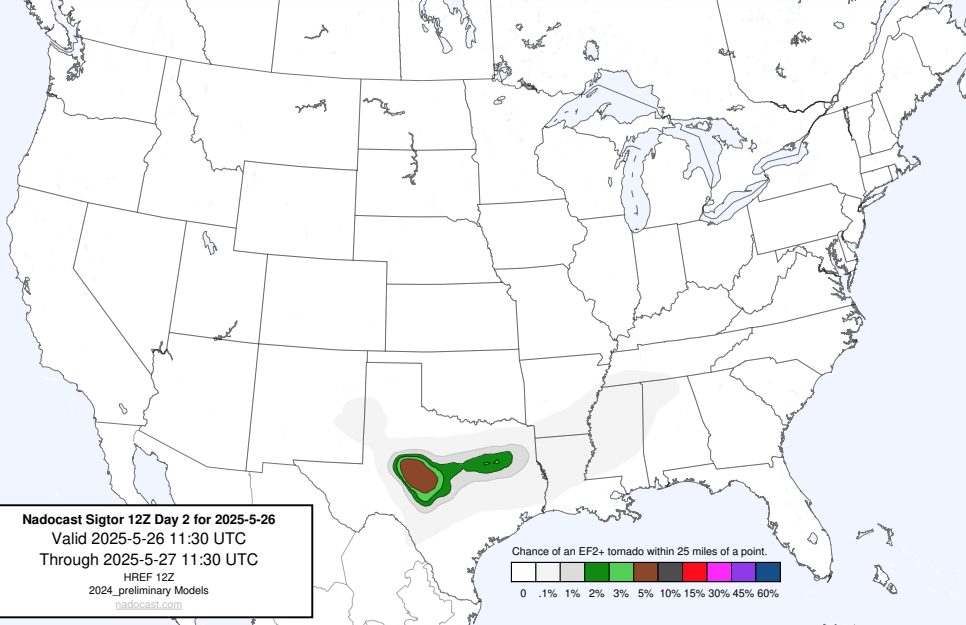 Nadocast Sigtor 12Z Day 2 for 2025-5-26
Valid 2025-5-26 11:30 UTC
Through 2025-5-27 11:30 UTC
HREF 12Z
2024_preliminary Models
nadocast.com
Chance of an EF2+ tornado within 25 miles of a point.
0 .1% 1% 2% 3% 5% 10% 15% 30% 45% 60%